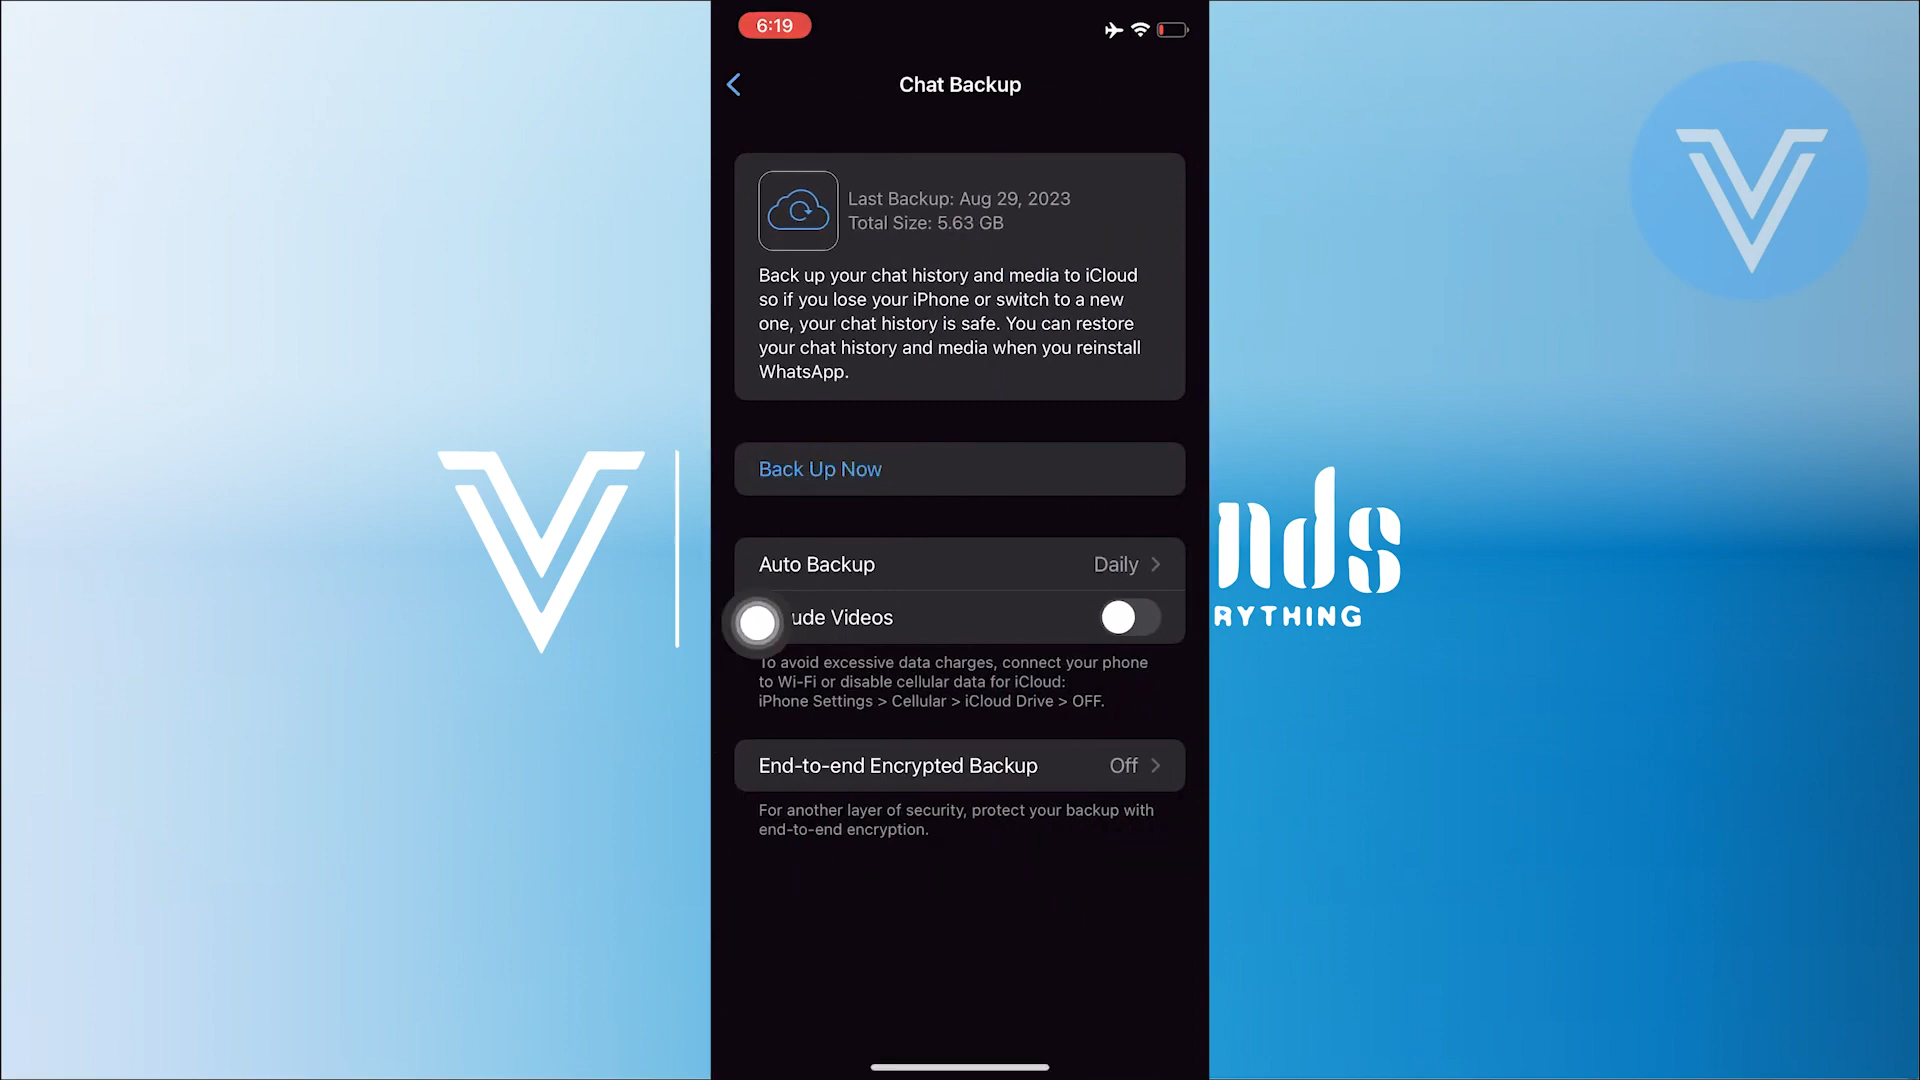 6:19
Chat Backup
Last Backup: Aug 29, 2023
Total Size: 5.63 GB
Back up your chat history and media to iCloud
so if you lose your iPhone or switch to a new
one, your chat history is safe. You can restore
your chat history and media when you reinstall
WhatsApp.
Back Up Now
Auto Backup Daily
ude Videos
To avoid excessive data charges, connect your phone
to Wi-Fi or disable cellular data for iCloud:
iPhone Settings > Cellular > iCloud Drive > OFF.
End-to-end Encrypted Backup Off
For another layer of security, protect your backup with
end-to-end encryption.
V
nds
RYTHING
V